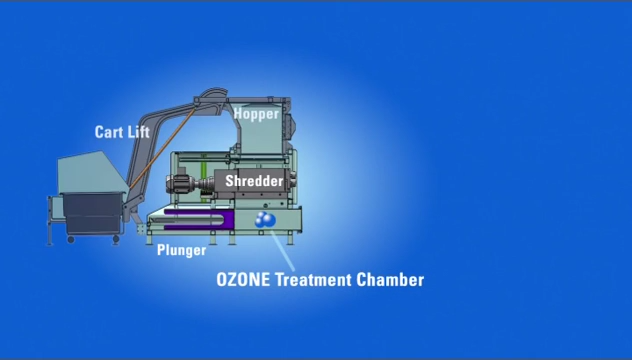 Hopper
Cart Lift
Shredder
Plunger
OZONE Treatment Chamber